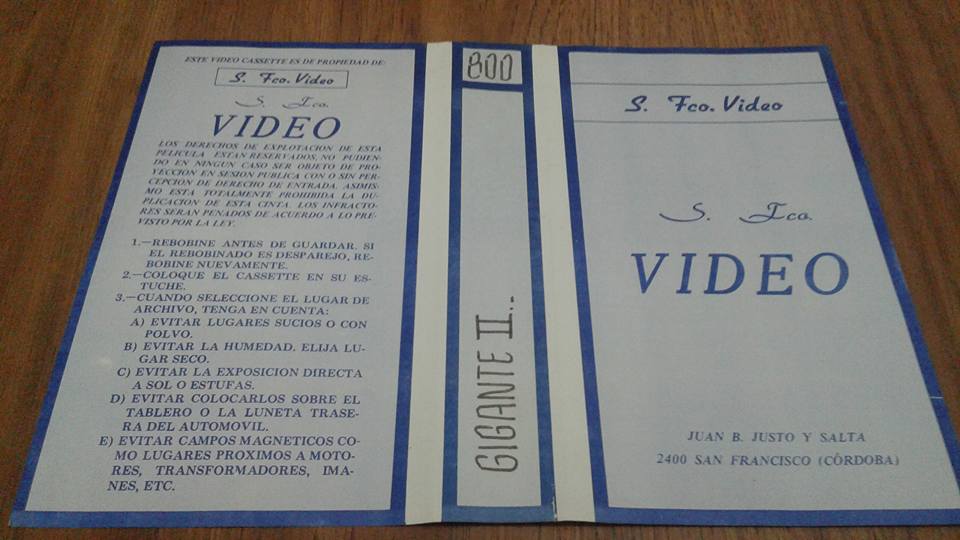 ESTE VIDEO CASSETTE ES DE PROPIEDAD DE:
S. Fco. Video
S. Fco.
VIDEO
LOS DERECHOS DE EXPLOTACION DE ESTA
PELICULA ESTAN RESERVADOS, NO PUDIEN-
DO EN NINGUN CASO SER OBJETO DE PRO-
YECCION EN SESION PUBLICA CON O SIN PER-
CEPCION DE DERECHO DE ENTRADA. ASIMIS-
MO ESTA TOTALMENTE PROHIBIDA LA DU-
PLICACION DE ESTA CINTA. LOS INFRACTO-
RES SERAN PENADOS DE ACUERDO A LO PRE-
VISTO POR LA LEY.
1.—REBOBINE ANTES DE GUARDAR. SI
EL REBOBINADO ES DESPAREJO, RE-
BOBINE NUEVAMENTE.
2.—COLOQUE EL CASSETTE EN SU ES-
TUCHE.
3.—CUANDO SELECCIONE EL LUGAR DE
ARCHIVO, TENGA EN CUENTA:
A) EVITAR LUGARES SUCIOS O CON
POLVO.
B) EVITAR LA HUMEDAD. ELIJA LU-
GAR SECO.
C) EVITAR LA EXPOSICION DIRECTA
A SOL O ESTUFAS.
D) EVITAR COLOCARLOS SOBRE EL
TABLERO O LA LUNETA TRASE-
RA DEL AUTOMOVIL.
E) EVITAR CAMPOS MAGNETICOS CO-
MO LUGARES PROXIMOS A MOTO-
RES, TRANSFORMADORES, IMA-
NES, ETC.
800
GIGANTE II..
S. Fco. Video
S. Fco.
VIDEO
JUAN B. JUSTO Y SALTA
2400 SAN FRANCISCO (CÓRDOBA)